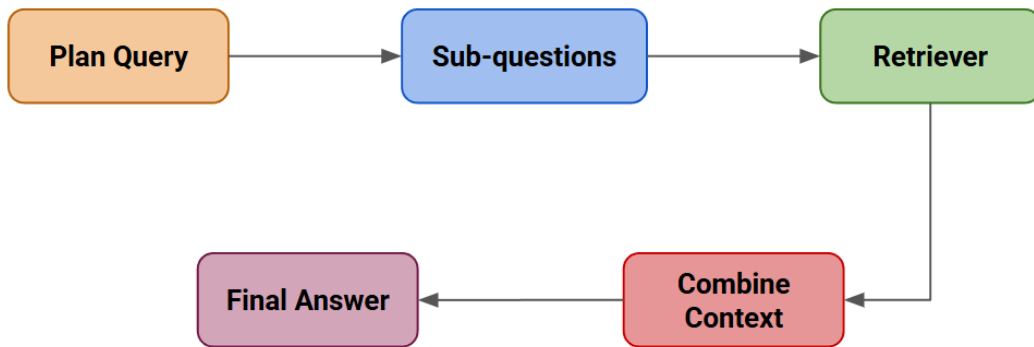 Plan Query
Sub-questions
Retriever
Final Answer
Combine
Context